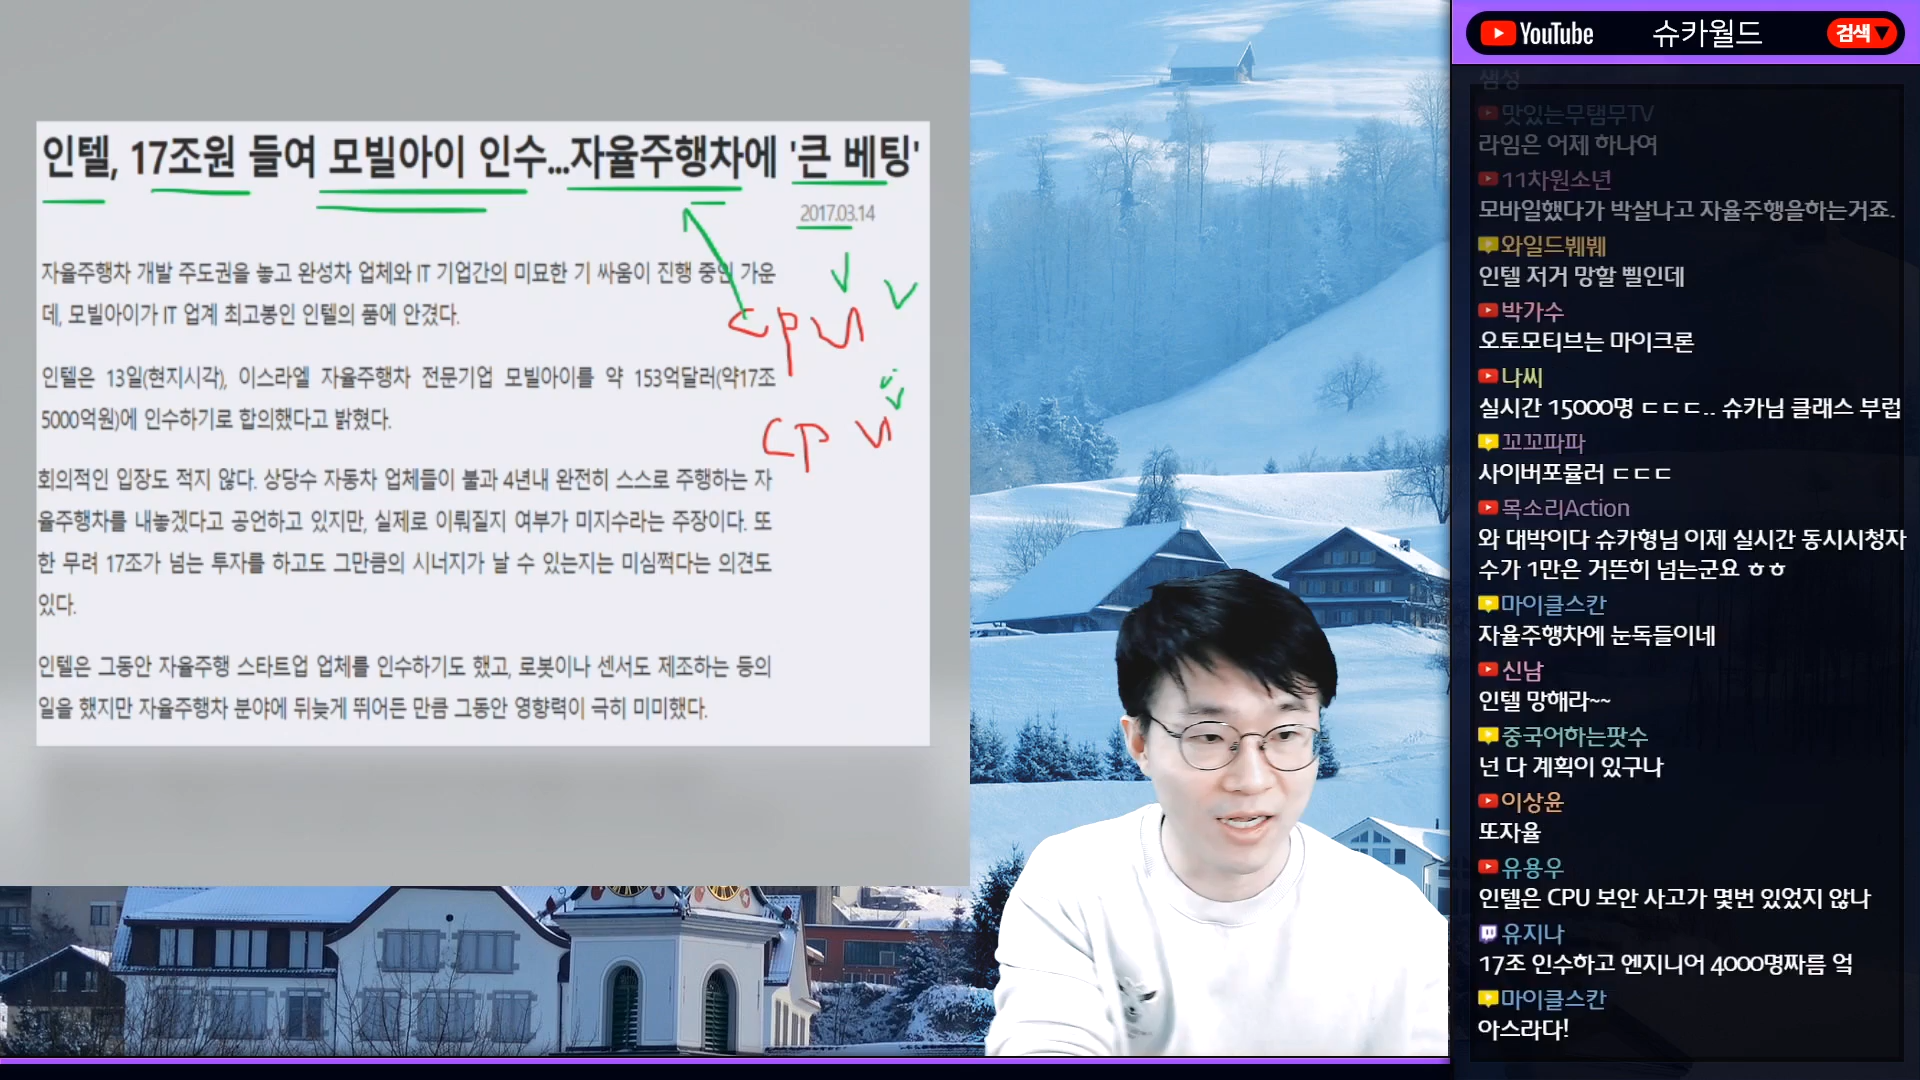 인텔, 17조원 들여 모빌아이 인수...자율주행차에 '큰 베팅'
2017.03.14
자율주행차 개발 주도권을 놓고 완성차 업체와 IT 기업간의 미묘한 기 싸움이 진행 중인 가운
데, 모빌아이가 IT 업계 최고봉인 인텔의 품에 안겼다.
인텔은 13일(현지시각), 이스라엘 자율주행차 전문기업 모빌아이를 약 153억달러(약17조
5000억원)에 인수하기로 합의했다고 밝혔다.
회의적인 입장도 적지 않다. 상당수 자동차 업체들이 불과 4년내 완전히 스스로 주행하는 자
율주행차를 내놓겠다고 공언하고 있지만, 실제로 이뤄질지 여부가 미지수라는 주장이다. 또
한 무려 17조가 넘는 투자를 하고도 그만큼의 시너지가 날 수 있는지는 미심쩍다는 의견도
있다.
인텔은 그동안 자율주행 스타트업 업체를 인수하기도 했고, 로봇이나 센서도 제조하는 등의
일을 했지만 자율주행차 분야에 뒤늦게 뛰어든 만큼 그동안 영향력이 극히 미미했다.
CPU
CPU
YouTube 슈카월드 검색▼
생성
맛있는무탬무TV
라임은 어제 하나여
11차원소년
모바일했다가 박살나고 자율주행을하는거죠.
와일드붸붸
인텔 저거 망할 삘인데
박가수
오토모티브는 마이크론
나씨
실시간 15000명 ㄷㄷㄷ.. 슈카님 클래스 부럽
꼬꼬파파
사이버포뮬러 ㄷㄷㄷ
목소리Action
와 대박이다 슈카형님 이제 실시간 동시시청자
수가 1만은 거뜬히 넘는군요 ㅎㅎ
마이클스칸
자율주행차에 눈독들이네
신남
인텔 망해라~~
중국어하는팟수
넌 다 계획이 있구나
이상윤
또자율
유용우
인텔은 CPU 보안 사고가 몇번 있었지 않나
유지나
17조 인수하고 엔지니어 4000명짜름 엌
마이클스칸
아스라다!